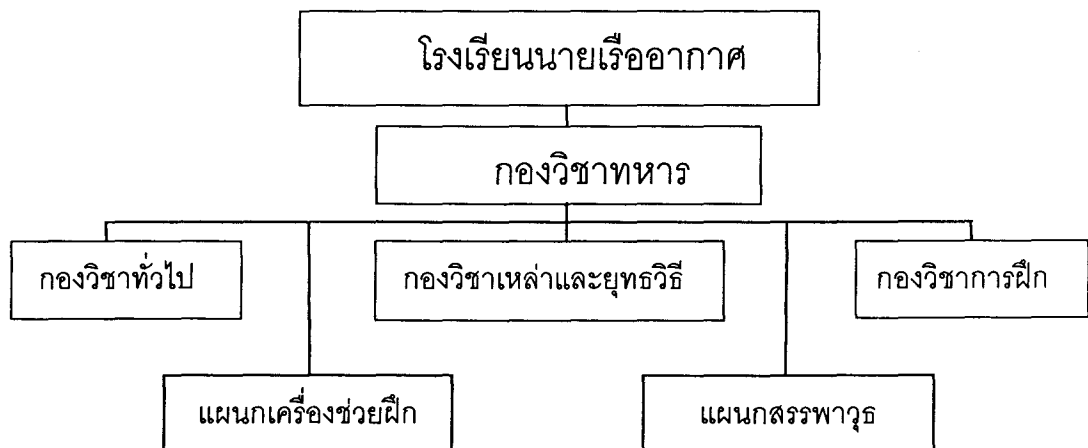 โรงเรียนนายเรืออากาศ
กองวิชาทหาร
กองวิชาทั่วไป
กองวิชาเหล่าและยุทธวิธี
กองวิชาการฝึก
แผนกเครื่องช่วยฝึก
แผนกสรรพาวุธ